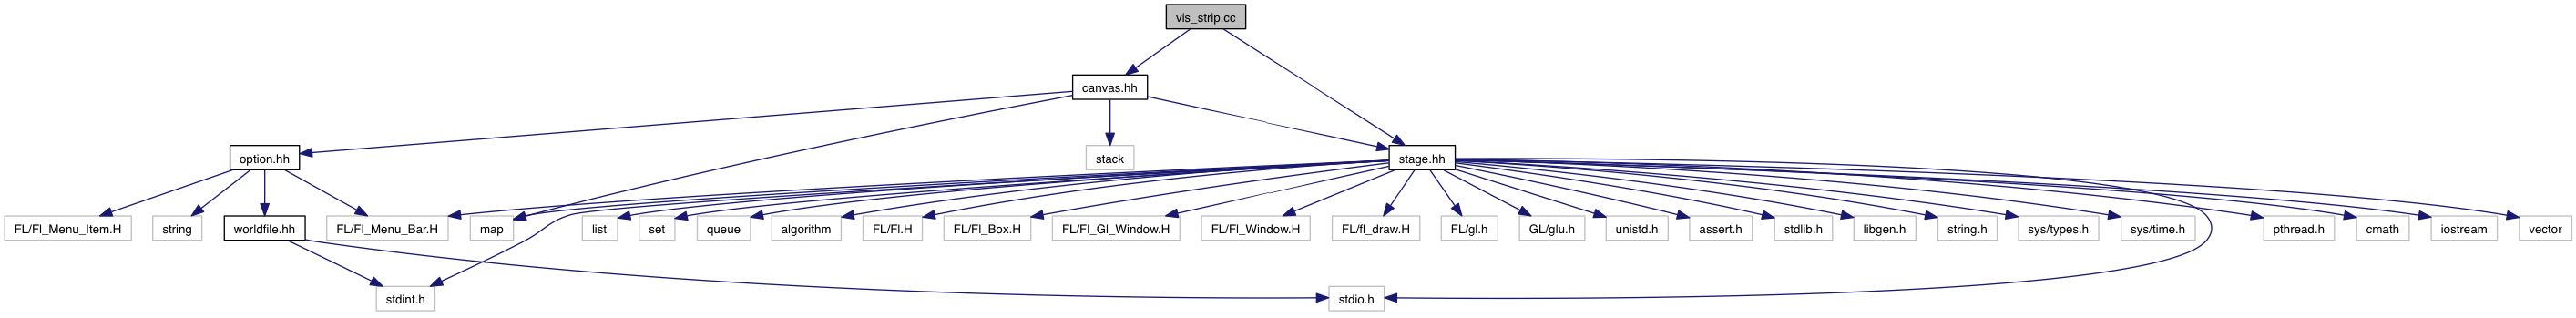 vis_strip.cc
canvas.hh
option.hh
stack
stage.hh
FL/Fl_Menu_Item.H
string
worldfile.hh
FL/Fl_Menu_Bar.H
map
list
set
queue
algorithm
FL/Fl.H
FL/Fl_Box.H
FL/Fl_Gl_Window.H
FL/Fl_Window.H
FL/fl_draw.H
FL/gl.h
GL/glu.h
unistd.h
assert.h
stdlib.h
libgen.h
string.h
sys/types.h
sys/time.h
pthread.h
cmath
iostream
vector
stdint.h
stdio.h